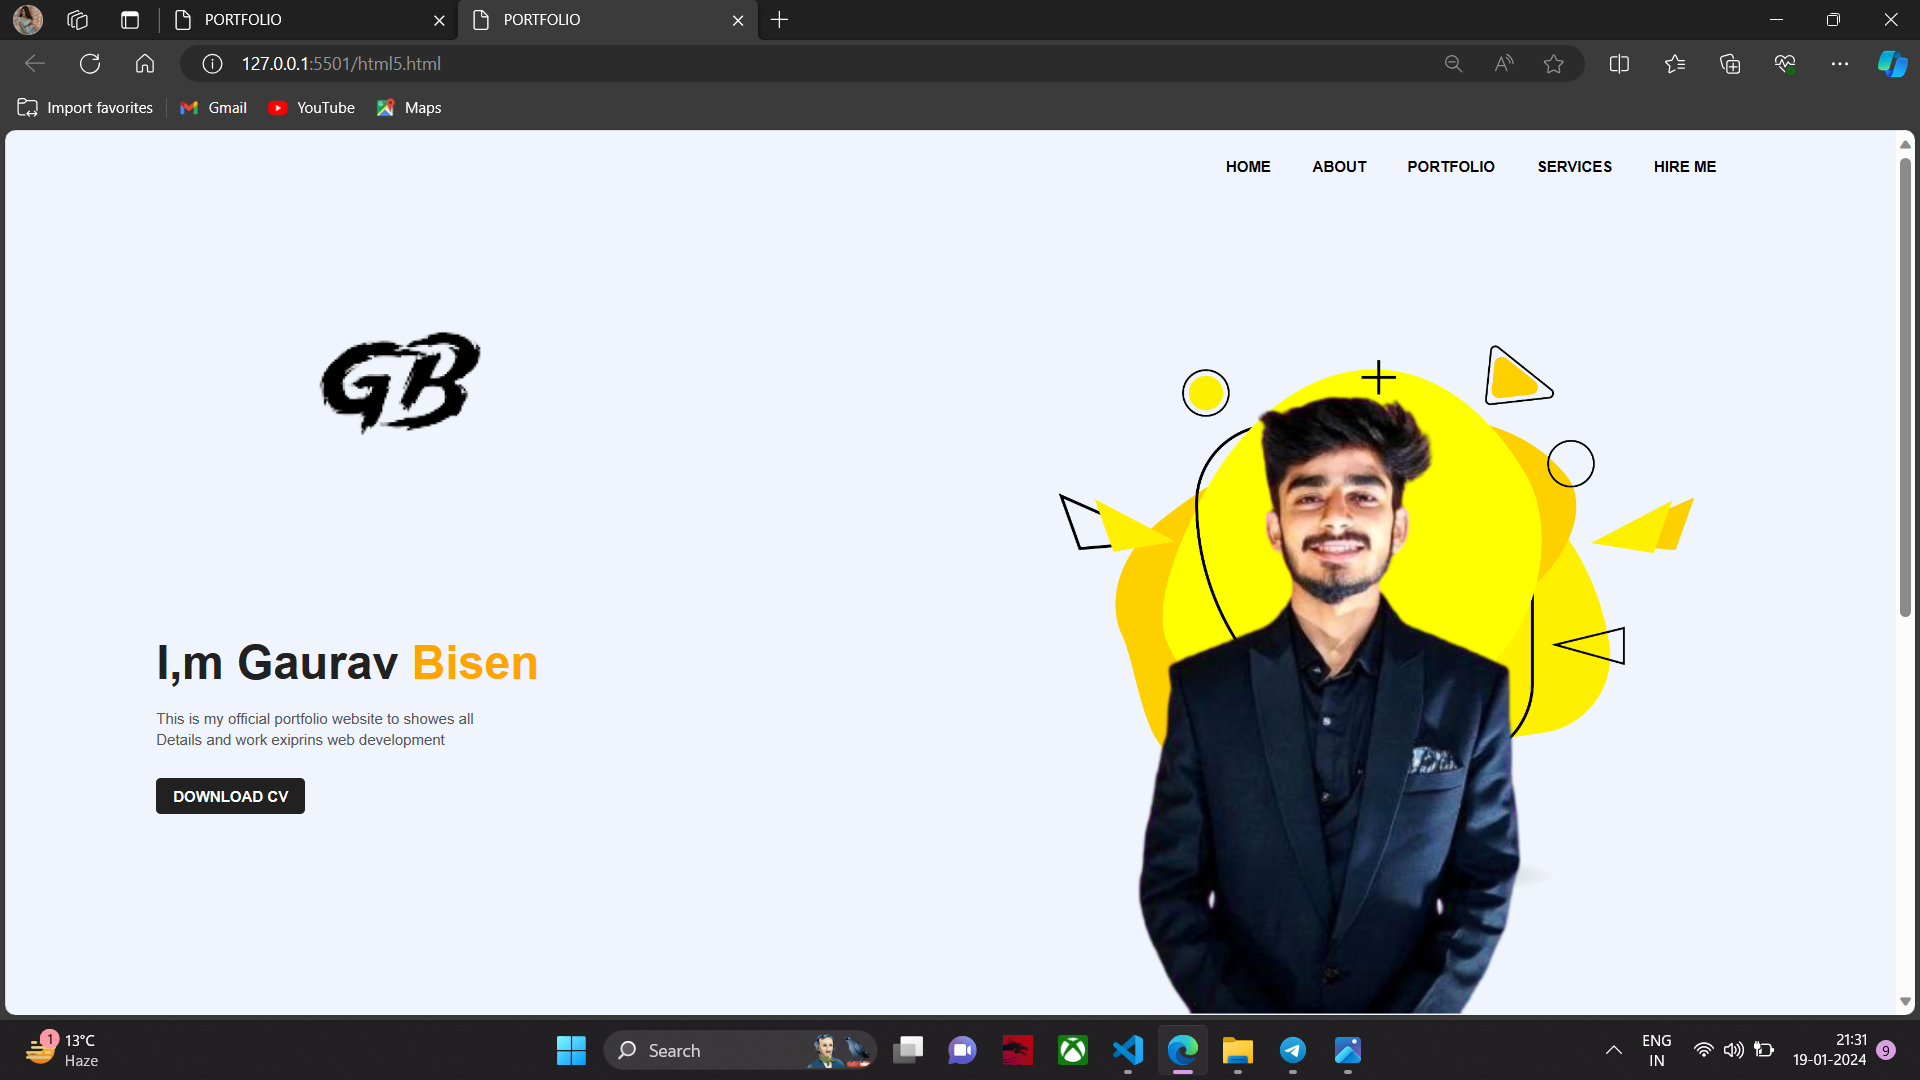 PORTFOLIO
PORTFOLIO
127.0.0.1:5501/html5.html
Import favorites
Gmail
YouTube
Maps
HOME ABOUT PORTFOLIO SERVICES HIRE ME
GB
I,m Gaurav Bisen
This is my official portfolio website to showes all
Details and work exiprins web development
DOWNLOAD CV
1
13°C
Haze
Search
ENG
IN
21:31
19-01-2024
9